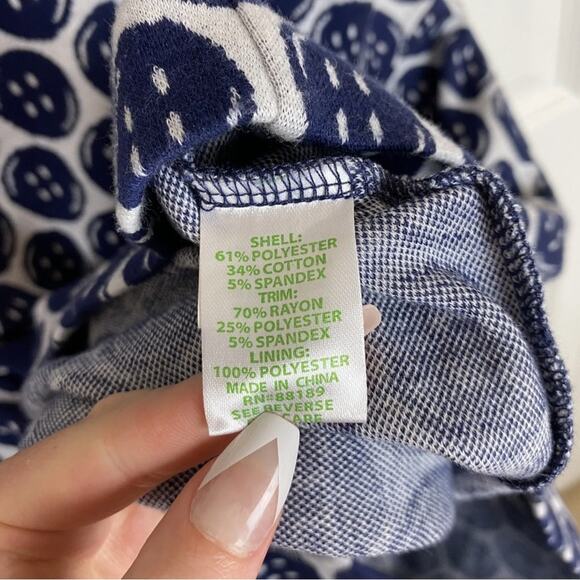 SHELL:
61% POLYESTER
34% COTTON
5% SPANDEX
TRIM:
70% RAYON
25% POLYESTER
5% SPANDEX
LINING:
100% POLYESTER
MADE IN CHINA
RN#88189
SEE REVERSE
CARE